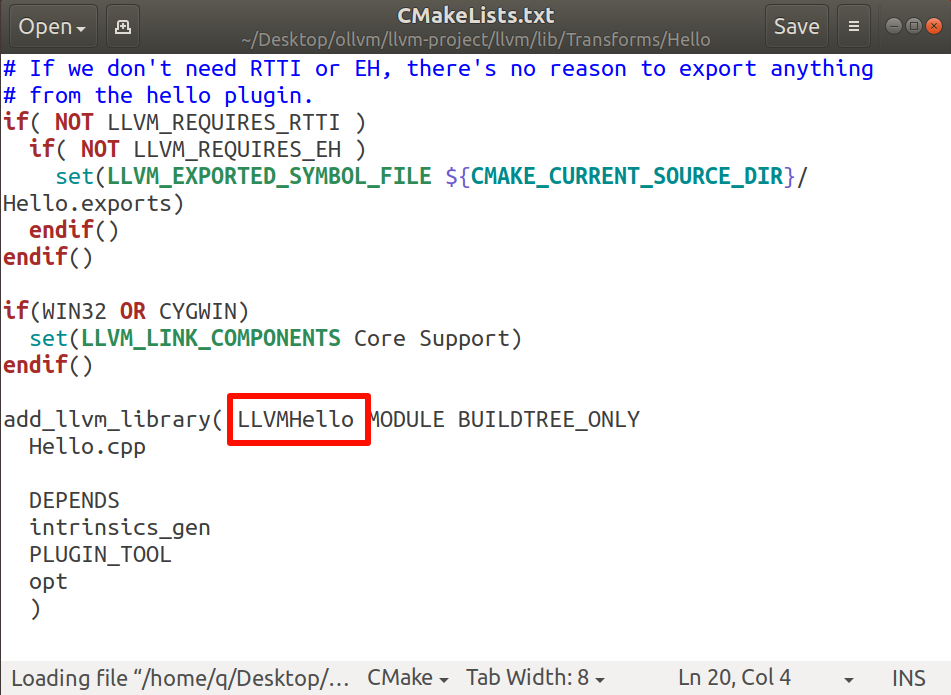 Open
CMakeLists.txt
~/Desktop/ollvm/llvm-project/llvm/lib/Transforms/Hello
Save
# If we don't need RTTI or EH, there's no reason to export anything
# from the hello plugin.
if( NOT LLVM_REQUIRES_RTTI )
  if( NOT LLVM_REQUIRES_EH )
    set(LLVM_EXPORTED_SYMBOL_FILE ${CMAKE_CURRENT_SOURCE_DIR}/
Hello.exports)
  endif()
endif()
if(WIN32 OR CYGWIN)
  set(LLVM_LINK_COMPONENTS Core Support)
endif()
add_llvm_library( LLVMHello MODULE BUILDTREE_ONLY
  Hello.cpp
  DEPENDS
  intrinsics_gen
  PLUGIN_TOOL
  opt
  )
Loading file “/home/q/Desktop/… CMake Tab Width: 8 Ln 20, Col 4 INS